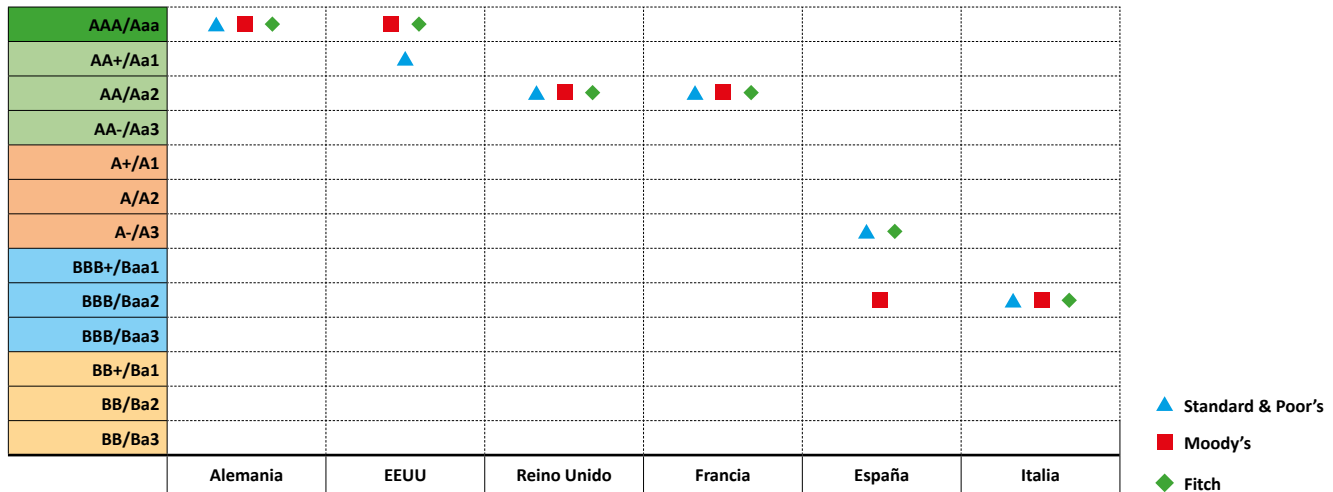 AAA/Aaa
AA+/Aa1
AA/Aa2
AA-/Aa3
A+/A1
A/A2
A-/A3
BBB+/Baa1
BBB/Baa2
BBB/Baa3
BB+/Ba1
BB/Ba2
BB/Ba3
Alemania EEUU Reino Unido Francia España Italia
Standard & Poor's
Moody's
Fitch